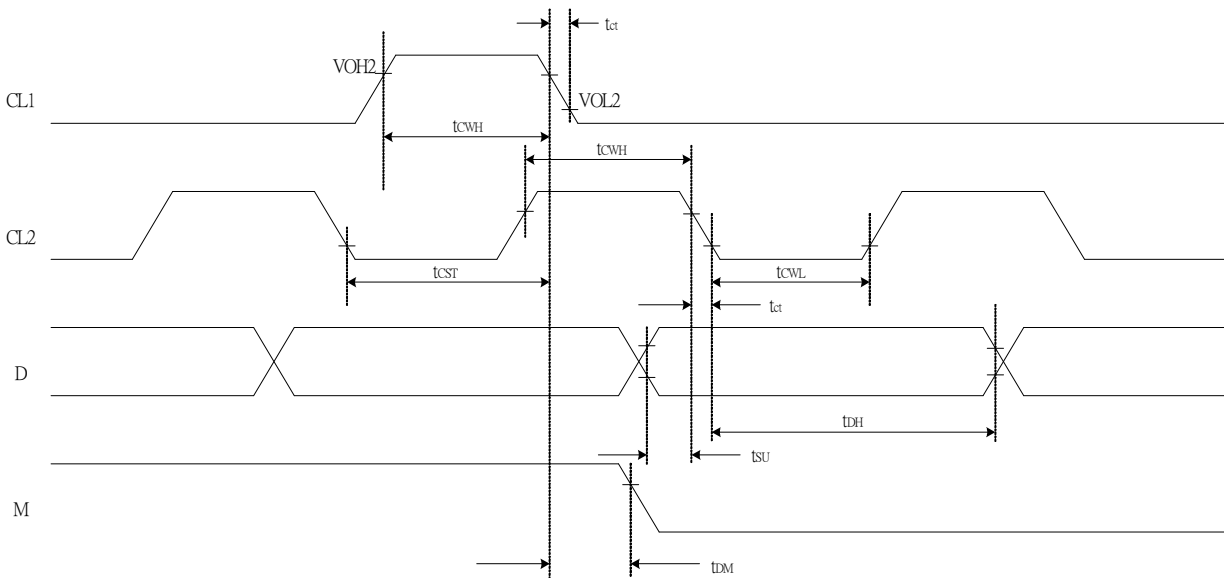 tct
VOH2
CL1
VOL2
tCWH
tCWH
CL2
tCST
tCWL
tct
D
tDH
tSU
M
tDM